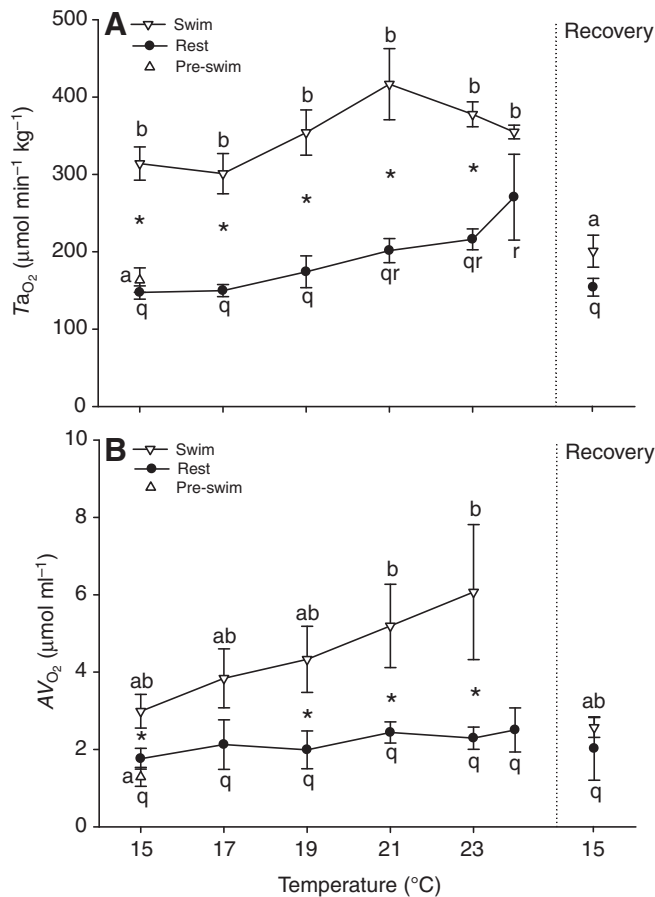 A
Swim
Rest
Pre-swim
Recovery
500
400
300
200
100
0
TaO₂ (μmol min⁻¹ kg⁻¹)
b b b b b b
* * * * *
a
q q q qr qr r
a
q
B
Swim
Rest
Pre-swim
Recovery
10
8
6
4
2
0
AVO₂ (μmol ml⁻¹)
ab ab ab b b
* * * *
a
q q q q q q
ab
q
15 17 19 21 23 15
Temperature (°C)